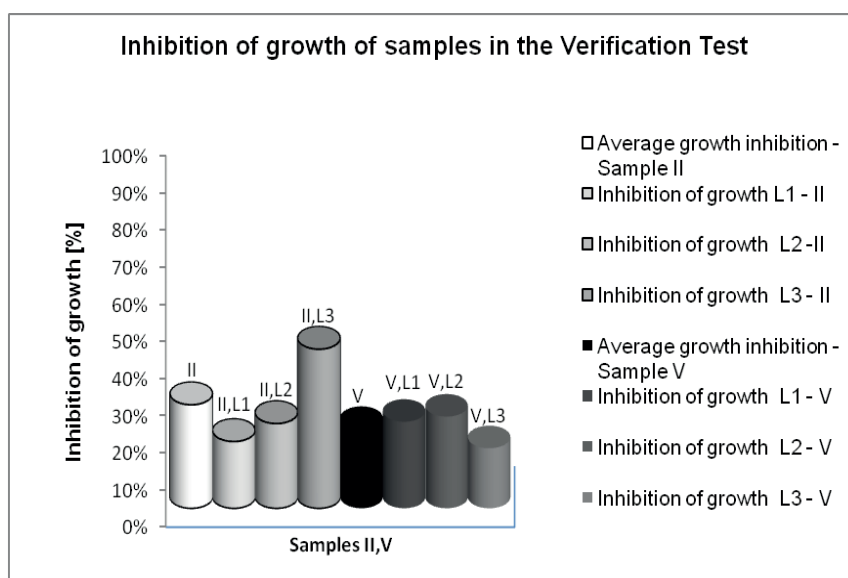 Inhibition of growth of samples in the Verification Test
Inhibition of growth [%]
100%
90%
80%
70%
60%
50%
40%
30%
20%
10%
0%
II
II,L1
II,L2
II,L3
V
V,L1
V,L2
V,L3
Samples II,V
Average growth inhibition -
Sample II
Inhibition of growth L1 - II
Inhibition of growth L2 -II
Inhibition of growth L3 - II
Average growth inhibition -
Sample V
Inhibition of growth L1 - V
Inhibition of growth L2 - V
Inhibition of growth L3 - V